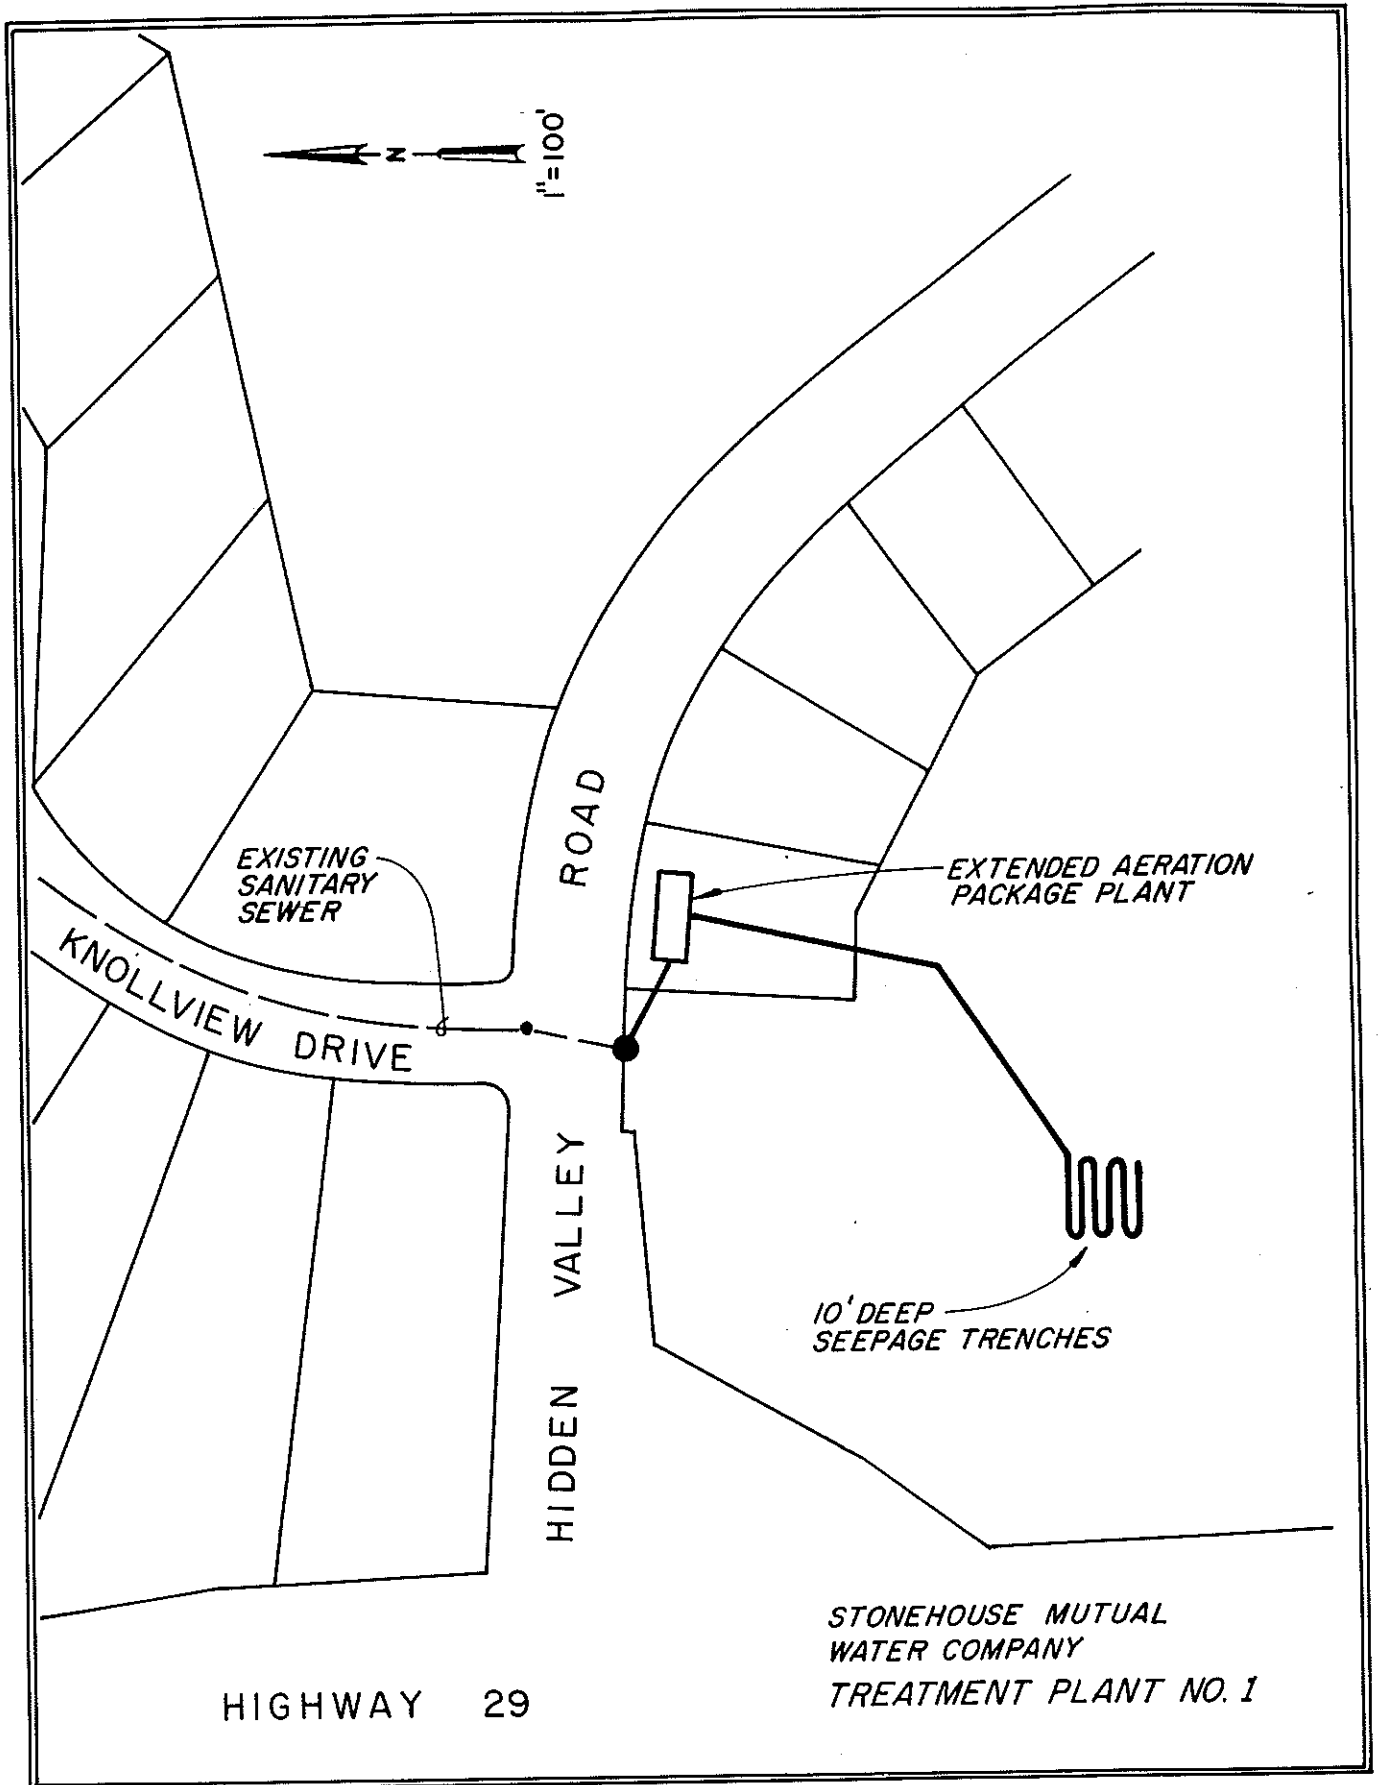 N
1"=100'
ROAD
EXISTING
SANITARY
SEWER
EXTENDED AERATION
PACKAGE PLANT
KNOLLVIEW DRIVE
HIDDEN VALLEY
10' DEEP
SEEPAGE TRENCHES
STONEHOUSE MUTUAL
WATER COMPANY
TREATMENT PLANT NO. 1
HIGHWAY 29